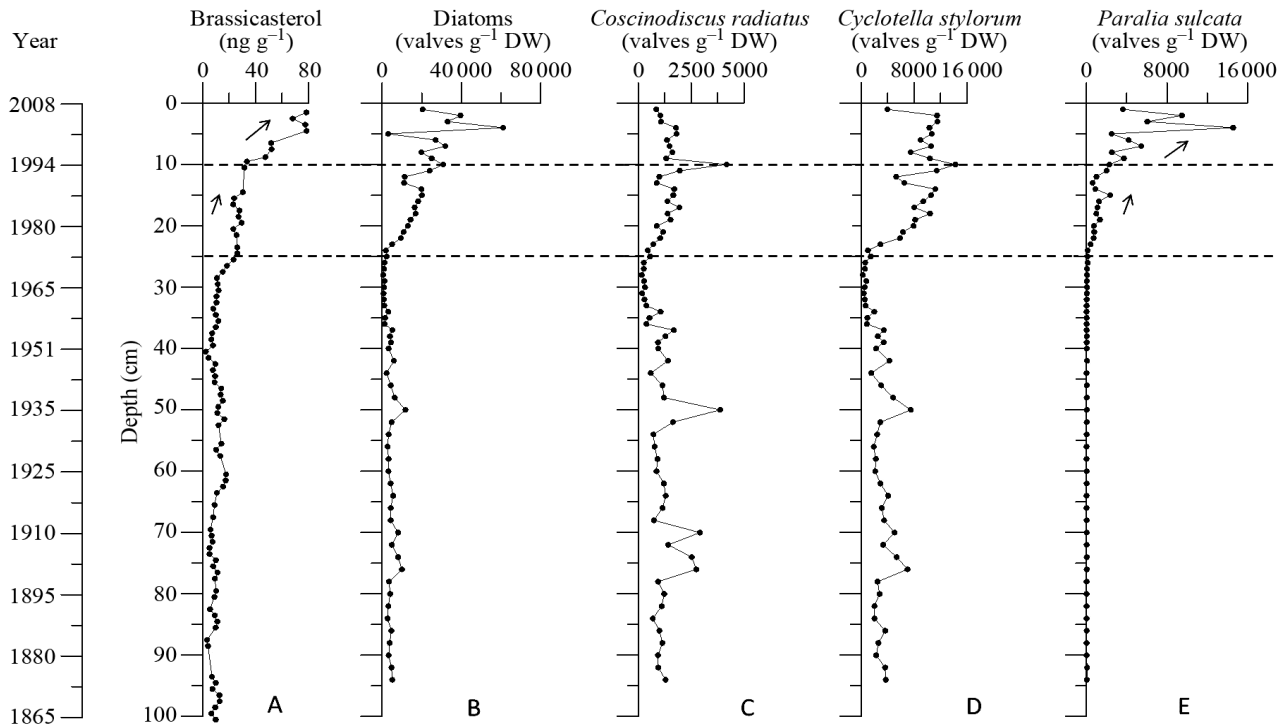 Brassicasterol Diatoms Coscinodiscus radiatus Cyclotella stylorum Paralia sulcata
Year (ng g⁻¹) (valves g⁻¹ DW) (valves g⁻¹ DW) (valves g⁻¹ DW) (valves g⁻¹ DW)
0 40 80 0 40 000 80 000 0 2500 5000 0 8000 16 000 0 8000 16 000
2008 0
1994 10
1980 20
1965 30
1951 40
Depth (cm)
1935 50
1925 60
1910 70
1895 80
1880 90
A B C D E
1865 100